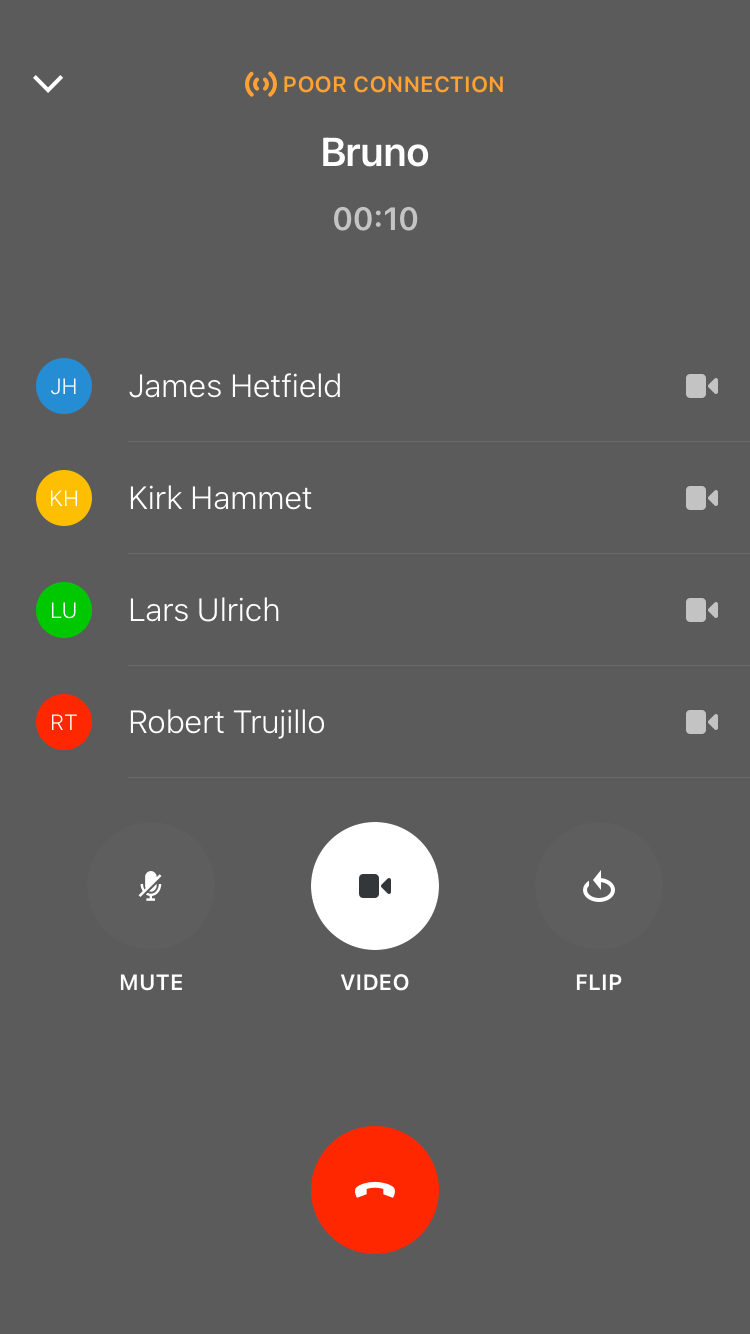 POOR CONNECTION
Bruno
00:10
JH James Hetfield
KH Kirk Hammet
LU Lars Ulrich
RT Robert Trujillo
MUTE VIDEO FLIP